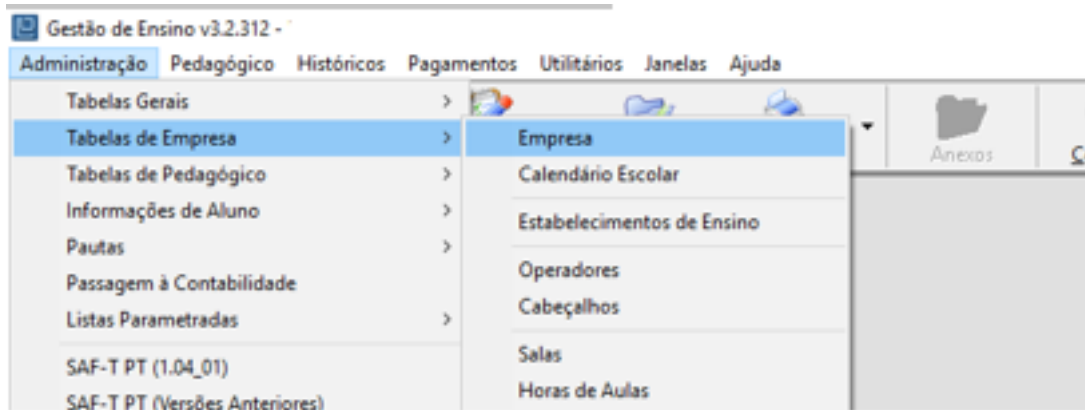 Gestão de Ensino v3.2.312 -
Administração Pedagógico Históricos Pagamentos Utilitários Janelas Ajuda
Tabelas Gerais
Tabelas de Empresa
Tabelas de Pedagógico
Informações de Aluno
Pautas
Passagem à Contabilidade
Listas Parametradas
SAF-T PT (1.04_01)
SAF-T PT (Versões Anteriores)
Empresa
Calendário Escolar
Estabelecimentos de Ensino
Operadores
Cabeçalhos
Salas
Horas de Aulas
Anexos